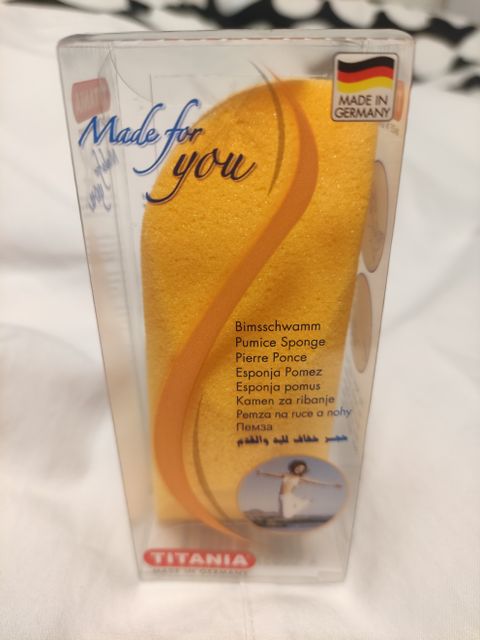 MADE IN
GERMANY
Made for
you
Bimsschwamm
Pumice Sponge
Pierre Ponce
Esponja Pomez
Esponja pomus
Kamen za ribanje
Pemza na ruce a nohy
Пемза
حجر خفاف لليد والقدم
TITANIA
MADE IN GERMANY